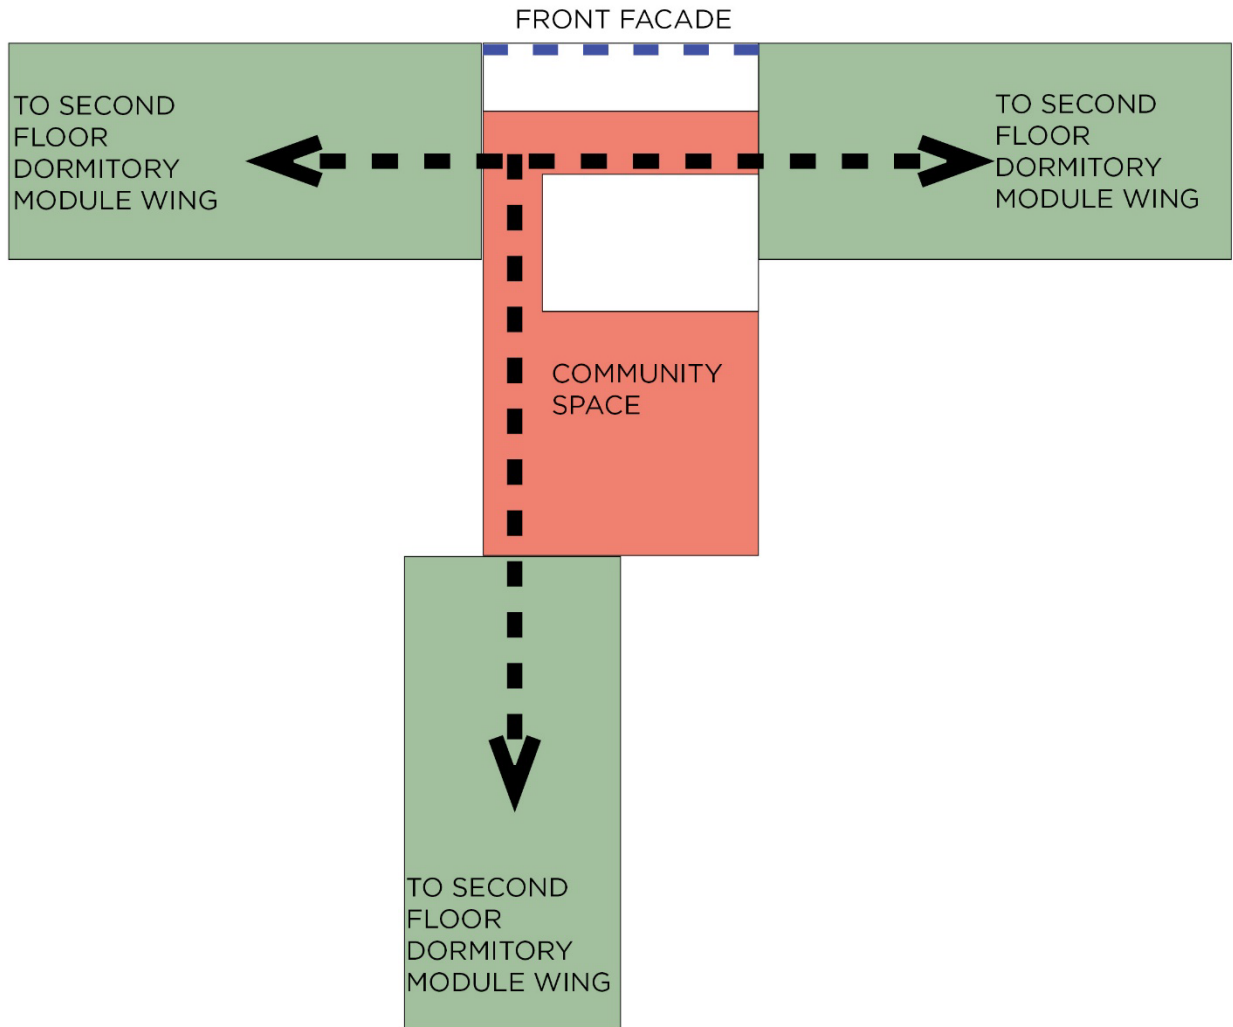 FRONT FACADE
TO SECOND
FLOOR
DORMITORY
MODULE WING
TO SECOND
FLOOR
DORMITORY
MODULE WING
COMMUNITY
SPACE
TO SECOND
FLOOR
DORMITORY
MODULE WING